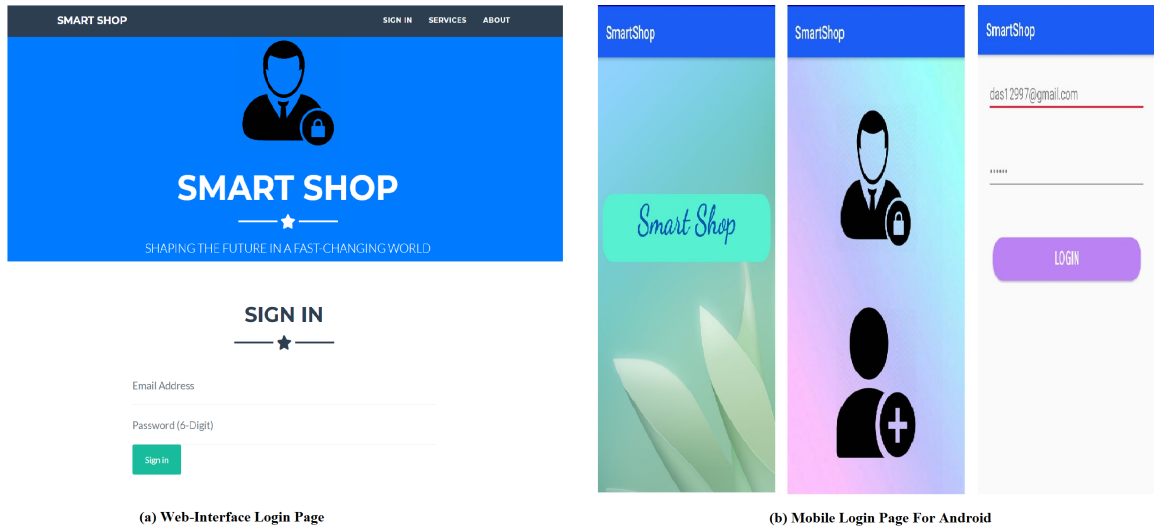 SMART SHOP
SIGN IN SERVICES ABOUT
SMART SHOP
SHAPING THE FUTURE IN A FAST-CHANGING WORLD
SIGN IN
Email Address
Password (6-Digit)
Sign in
(a) Web-Interface Login Page
SmartShop
Smart Shop
SmartShop
SmartShop
das12997@gmail.com
......
LOGIN
(b) Mobile Login Page For Android